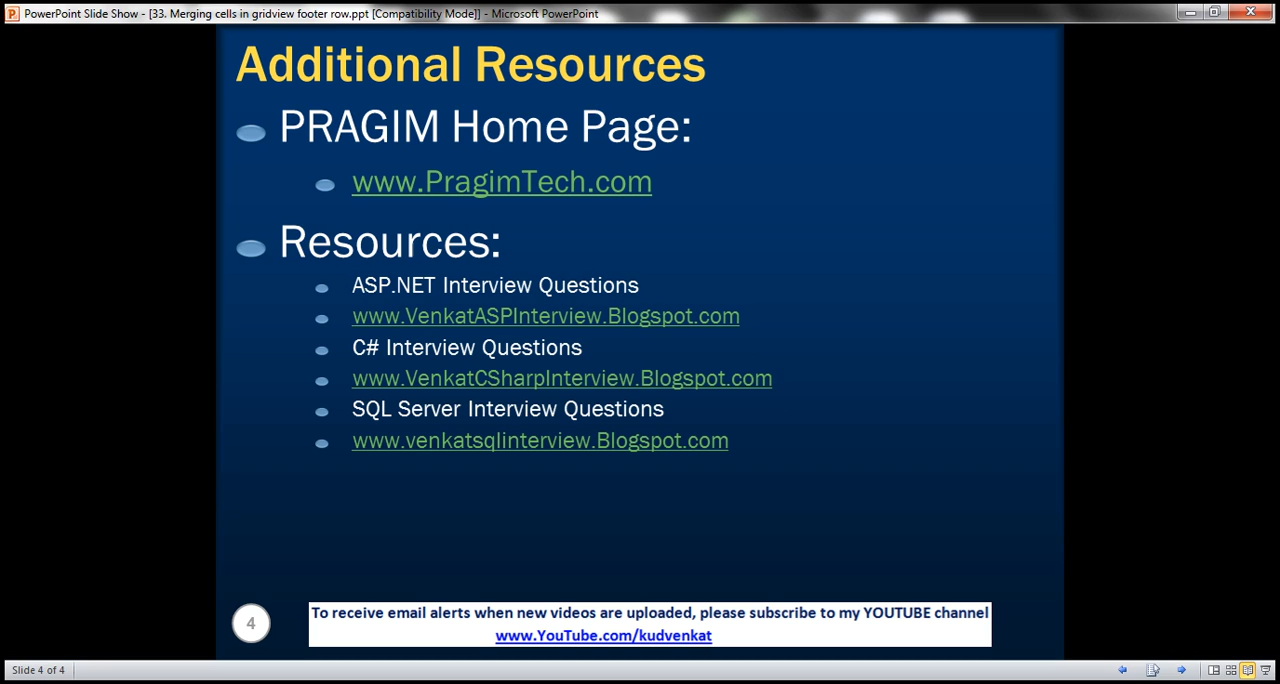 PowerPoint Slide Show - [33. Merging cells in gridview footer row.ppt [Compatibility Mode]] - Microsoft PowerPoint
Additional Resources
PRAGIM Home Page:
www.PragimTech.com
Resources:
ASP.NET Interview Questions
www.VenkatASPInterview.Blogspot.com
C# Interview Questions
www.VenkatCSharpInterview.Blogspot.com
SQL Server Interview Questions
www.venkatsqlinterview.Blogspot.com
4
To receive email alerts when new videos are uploaded, please subscribe to my YOUTUBE channel
www.YouTube.com/kudvenkat
Slide 4 of 4